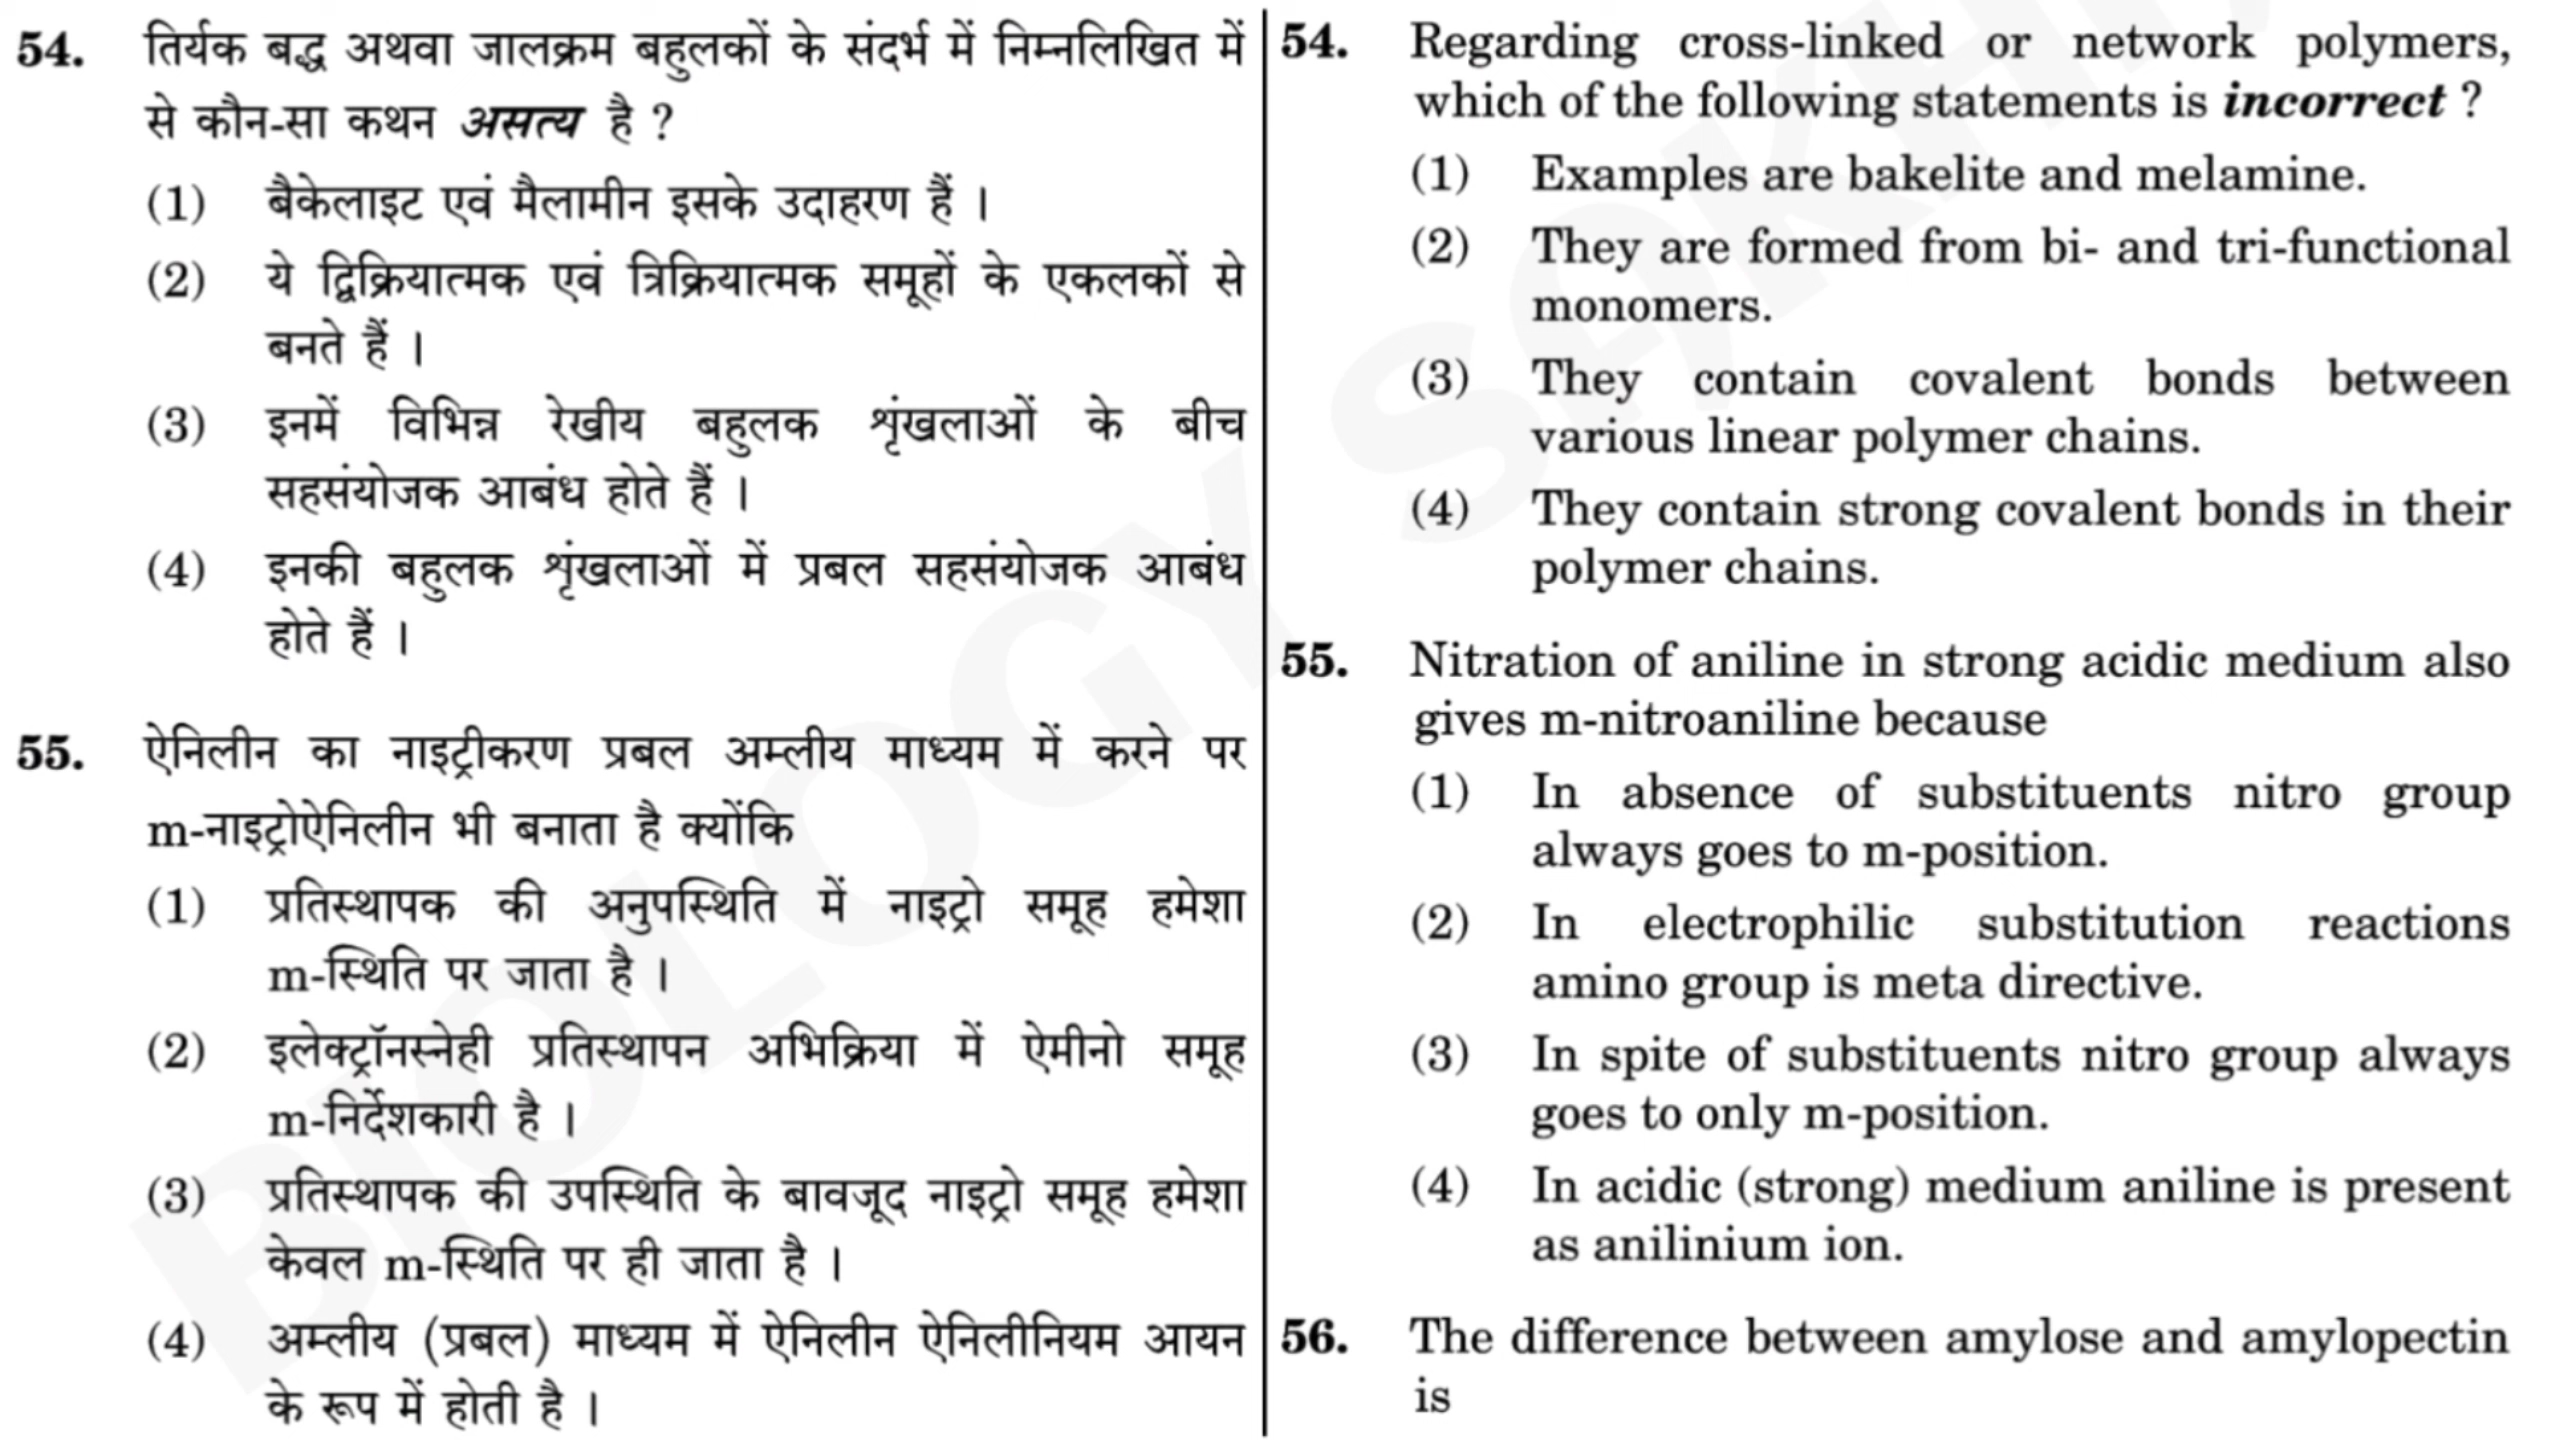 54. तिर्यक बद्ध अथवा जालक्रम बहुलकों के संदर्भ में निम्नलिखित में
से कौन-सा कथन असत्य है ?
(1) बैकेलाइट एवं मैलामीन इसके उदाहरण हैं ।
(2) ये द्विक्रियात्मक एवं त्रिक्रियात्मक समूहों के एकलकों से
बनते हैं ।
(3) इनमें विभिन्न रेखीय बहुलक शृंखलाओं के बीच
सहसंयोजक आबंध होते हैं ।
(4) इनकी बहुलक शृंखलाओं में प्रबल सहसंयोजक आबंध
होते हैं ।
55. ऐनिलीन का नाइट्रीकरण प्रबल अम्लीय माध्यम में करने पर
m-नाइट्रोऐनिलीन भी बनाता है क्योंकि
(1) प्रतिस्थापक की अनुपस्थिति में नाइट्रो समूह हमेशा
m-स्थिति पर जाता है ।
(2) इलेक्ट्रॉनस्नेही प्रतिस्थापन अभिक्रिया में ऐमीनो समूह
m-निर्देशकारी है ।
(3) प्रतिस्थापक की उपस्थिति के बावजूद नाइट्रो समूह हमेशा
केवल m-स्थिति पर ही जाता है ।
(4) अम्लीय (प्रबल) माध्यम में ऐनिलीन ऐनिलीनियम आयन
के रूप में होती है ।
54. Regarding cross-linked or network polymers,
which of the following statements is incorrect ?
(1) Examples are bakelite and melamine.
(2) They are formed from bi- and tri-functional
monomers.
(3) They contain covalent bonds between
various linear polymer chains.
(4) They contain strong covalent bonds in their
polymer chains.
55. Nitration of aniline in strong acidic medium also
gives m-nitroaniline because
(1) In absence of substituents nitro group
always goes to m-position.
(2) In electrophilic substitution reactions
amino group is meta directive.
(3) In spite of substituents nitro group always
goes to only m-position.
(4) In acidic (strong) medium aniline is present
as anilinium ion.
56. The difference between amylose and amylopectin
is
BIOLOGY SAKH